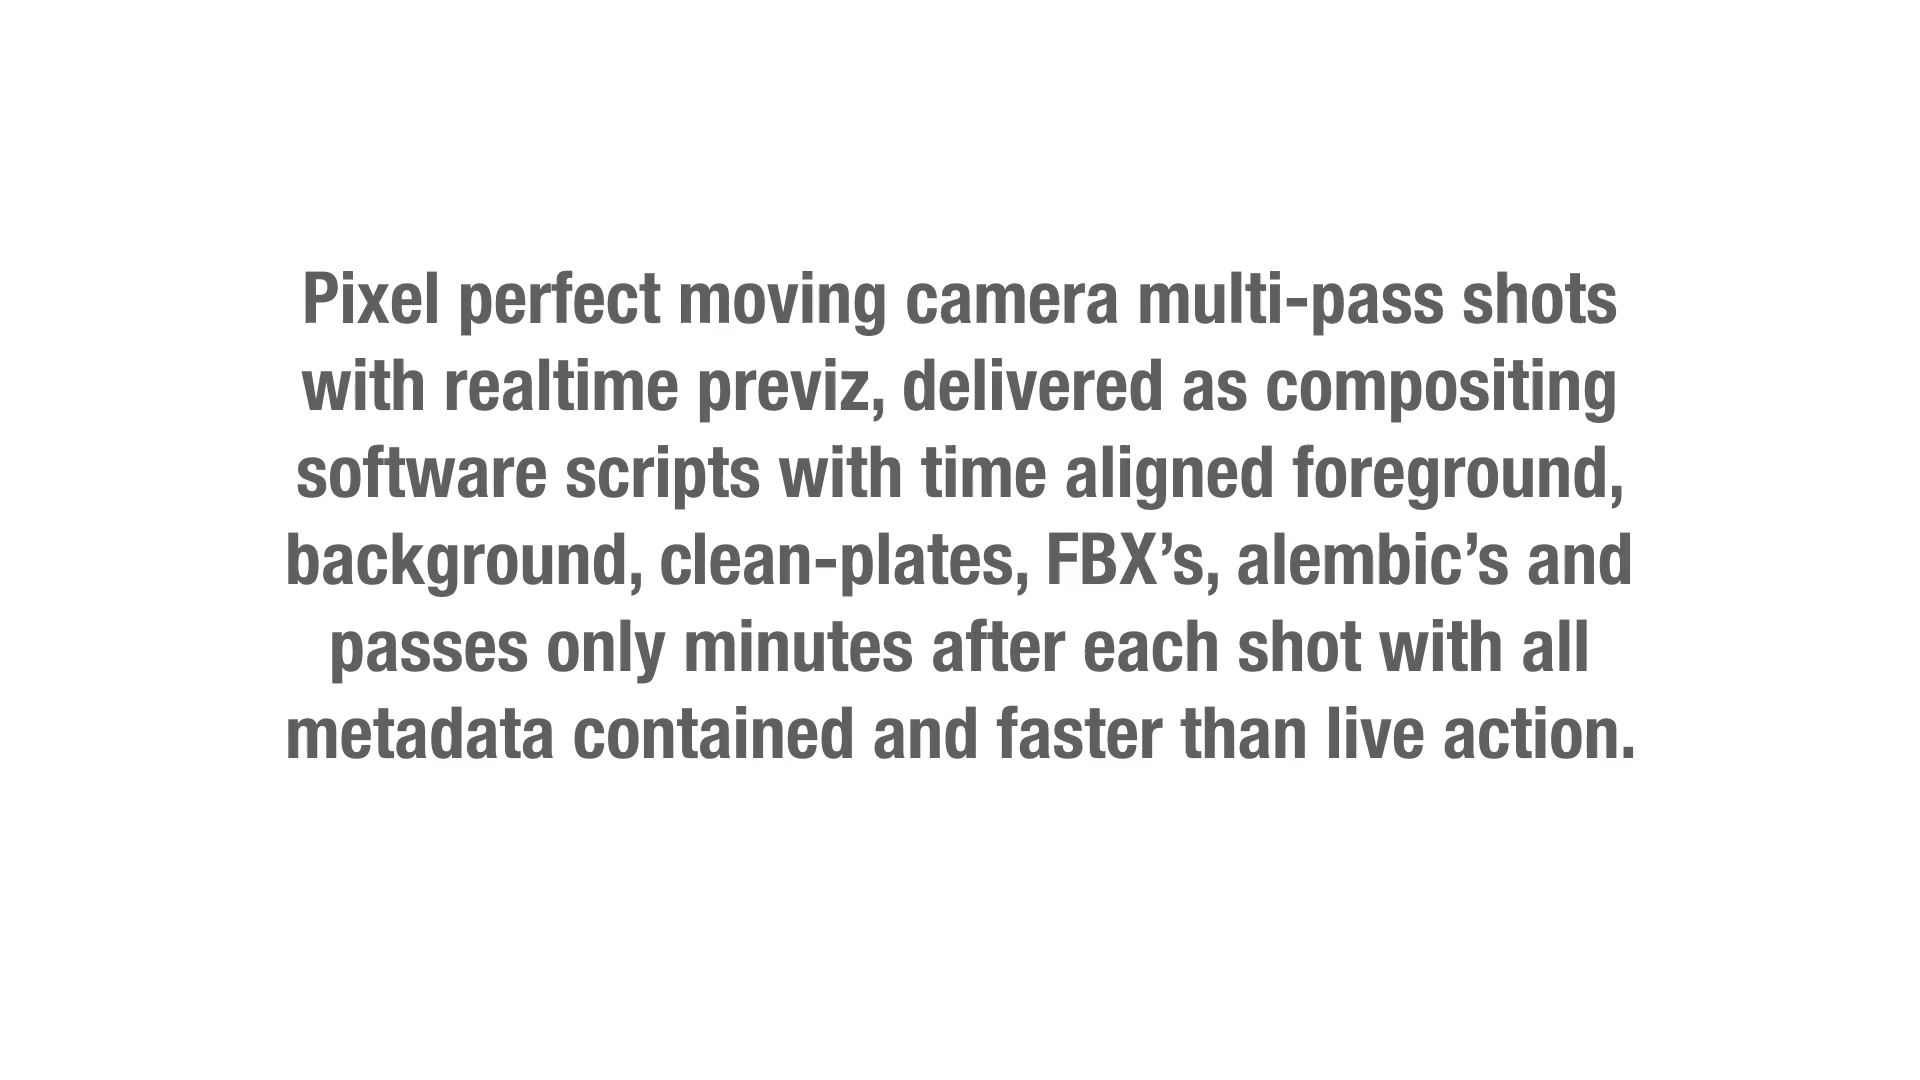 Pixel perfect moving camera multi-pass shots
with realtime previz, delivered as compositing
software scripts with time aligned foreground,
background, clean-plates, FBX’s, alembic’s and
passes only minutes after each shot with all
metadata contained and faster than live action.